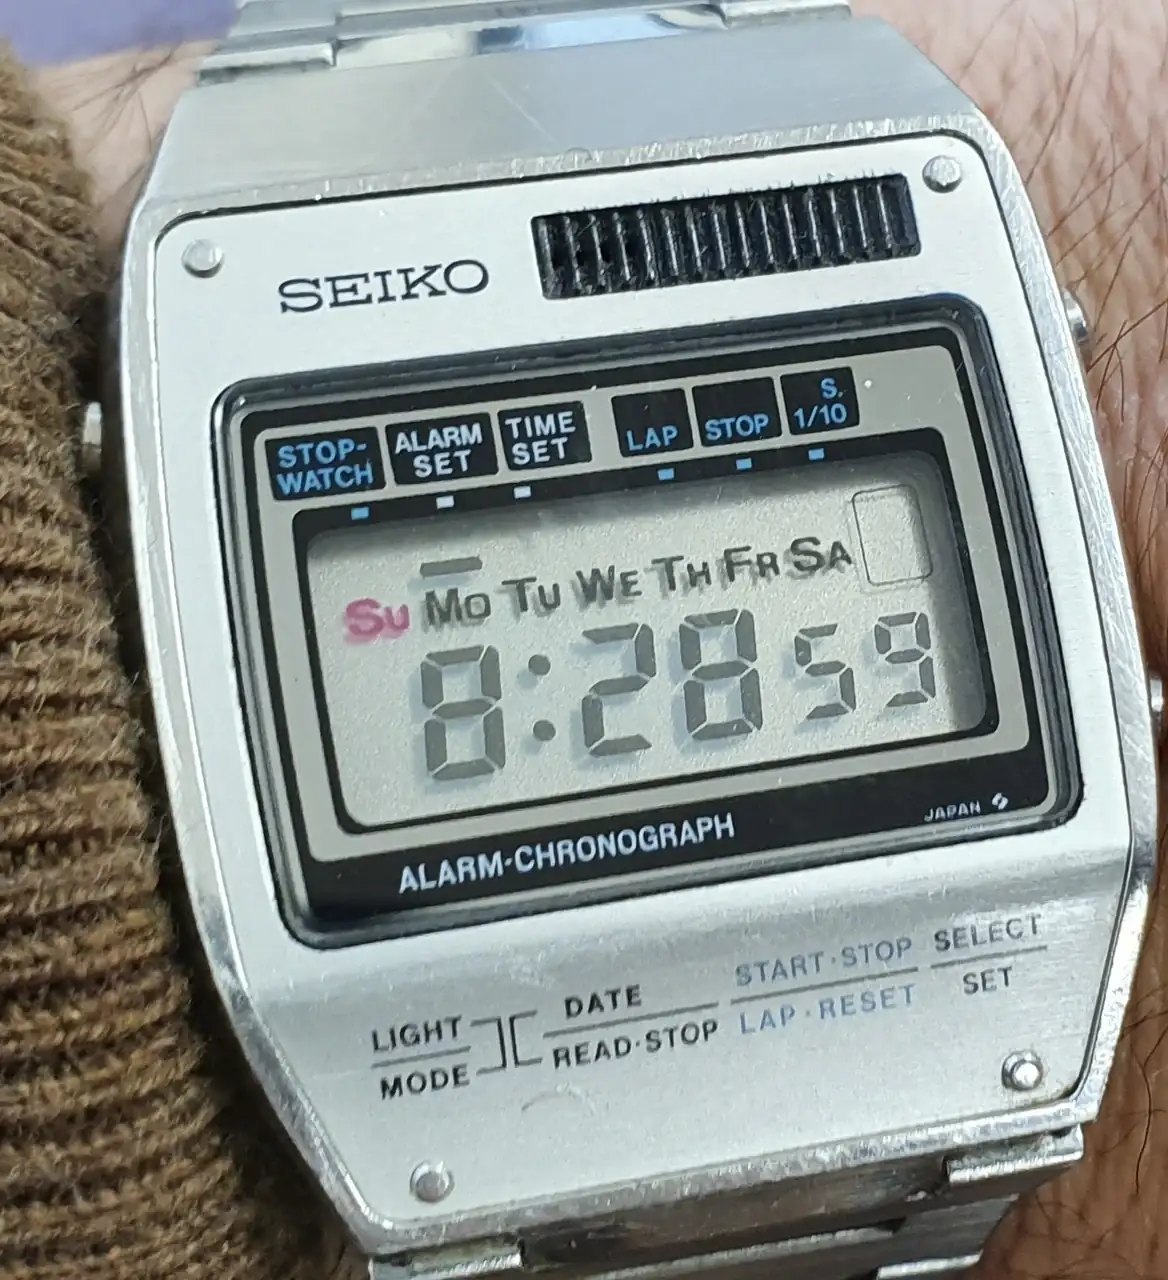 SEIKO
STOP-WATCH ALARM SET TIME SET LAP STOP S. 1/10
Su Mo Tu WE TH FR SA
8:28 59
ALARM-CHRONOGRAPH
JAPAN
LIGHT DATE START·STOP SELECT
MODE READ·STOP LAP·RESET SET